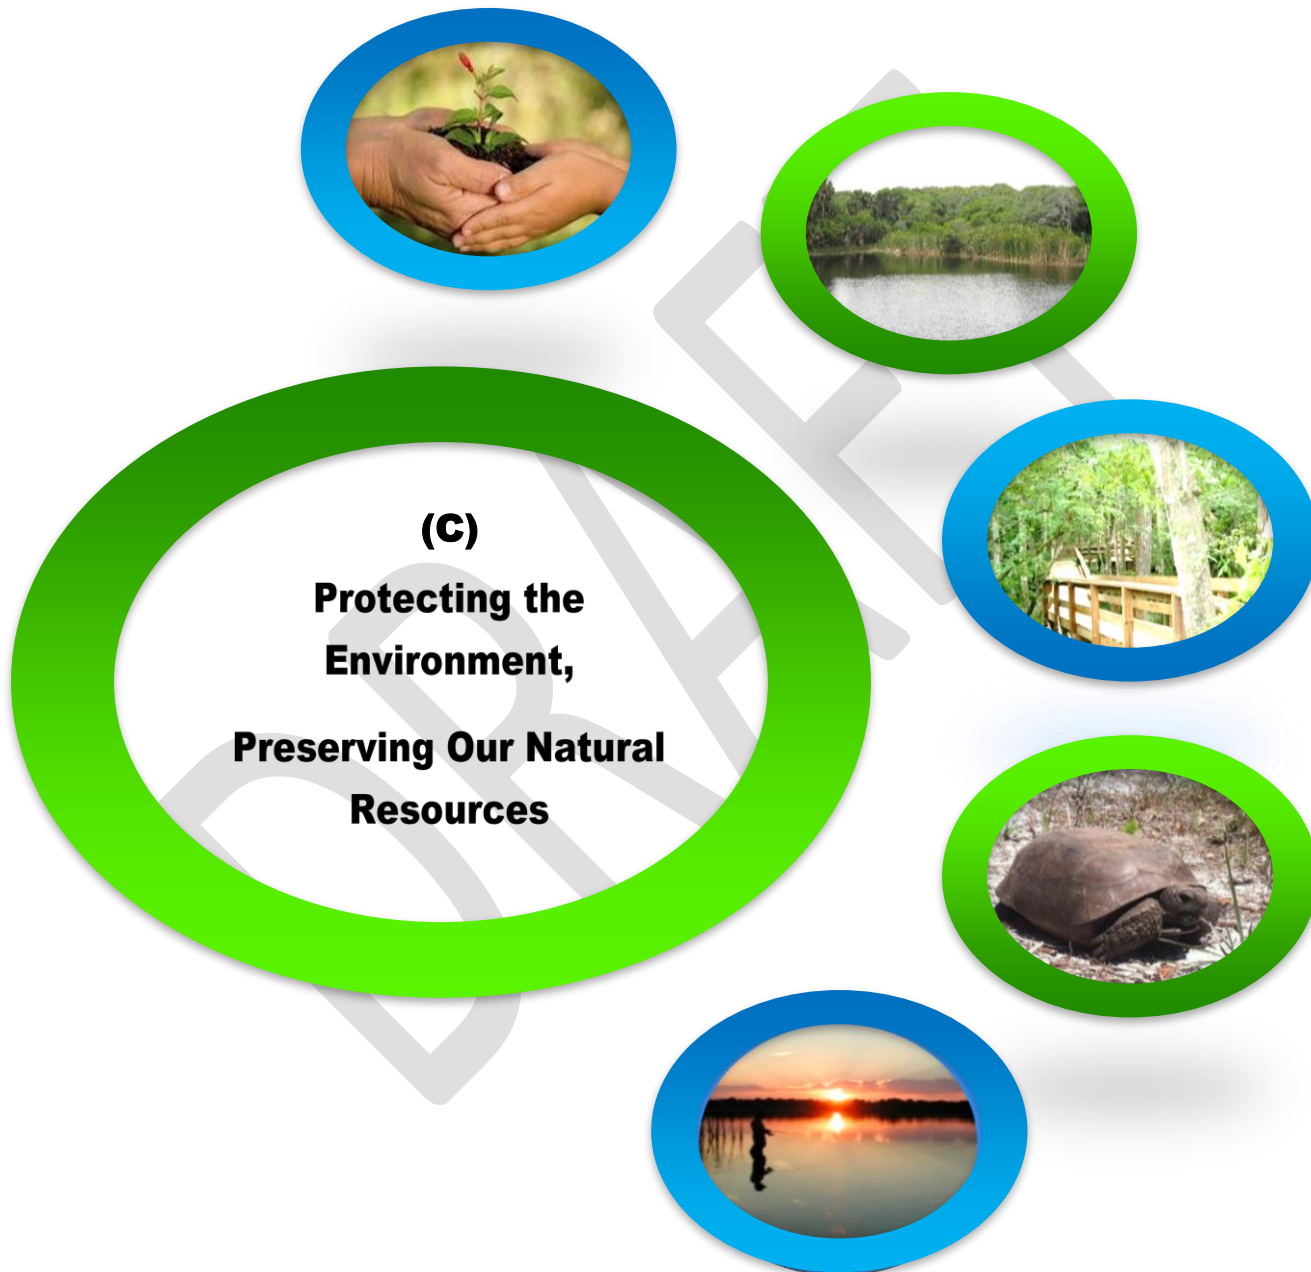 (C)
Protecting the
Environment,
Preserving Our Natural
Resources
DRAFT